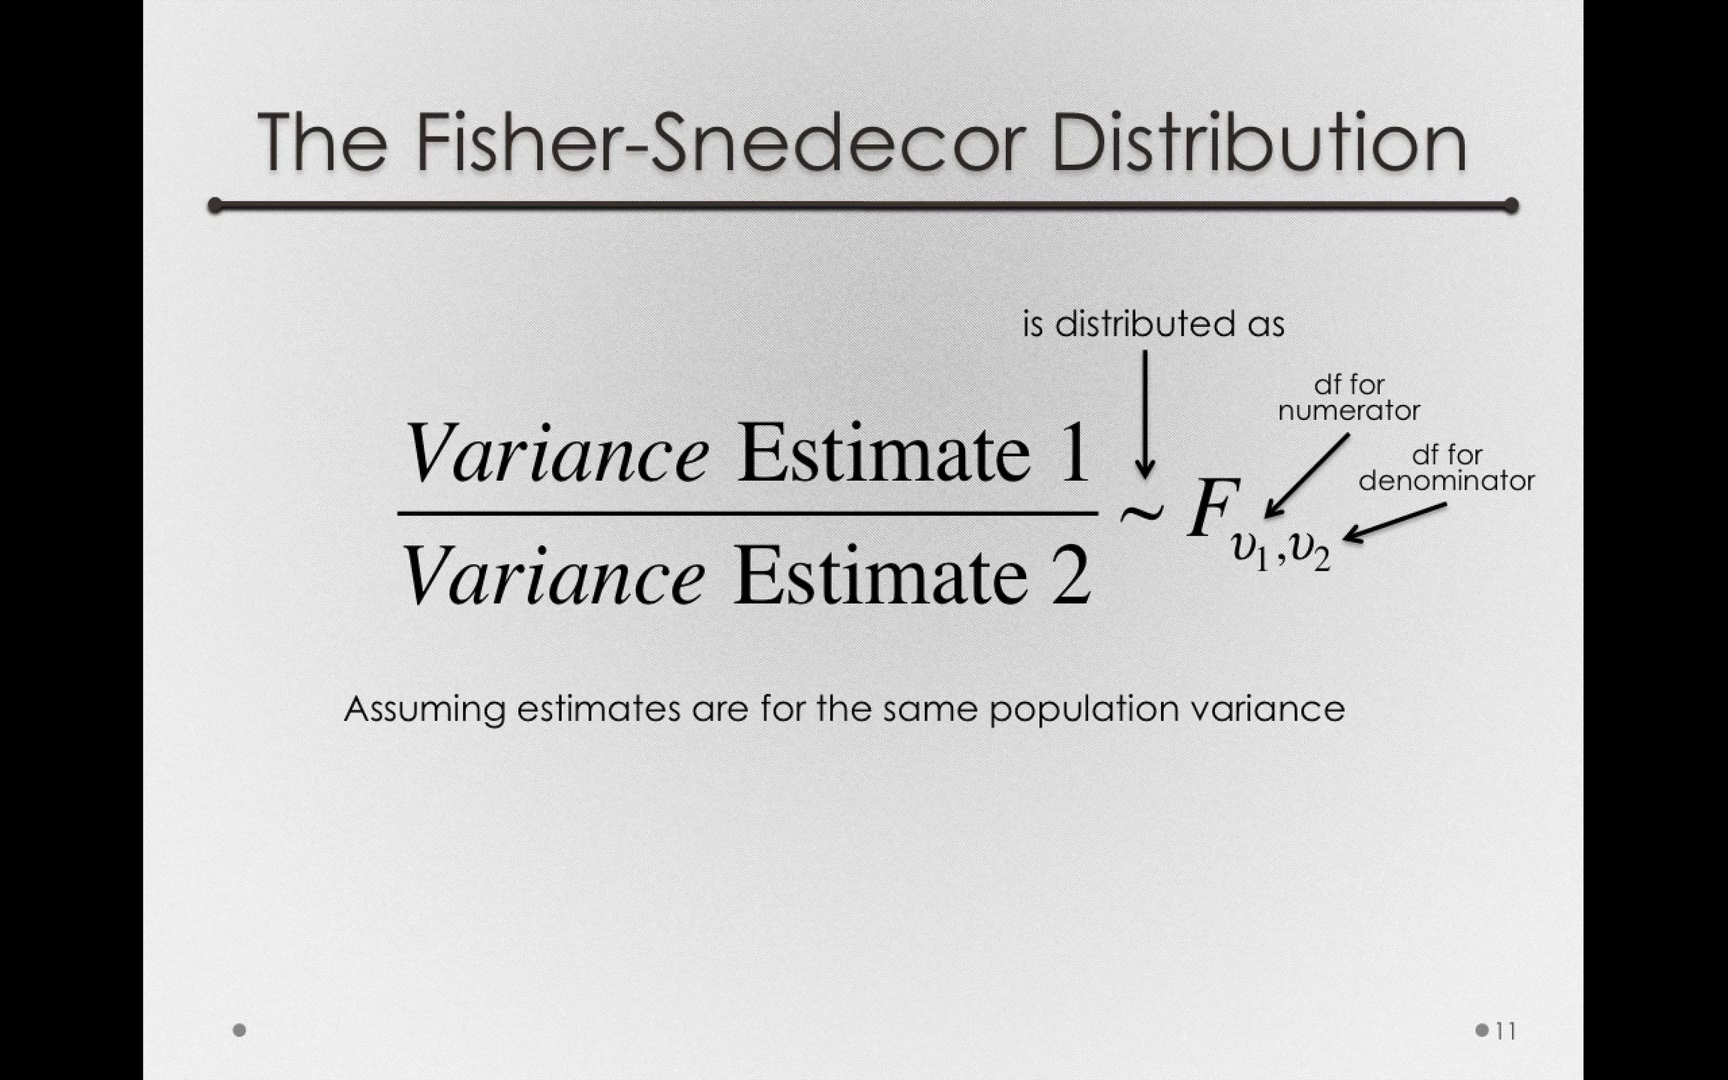 The Fisher-Snedecor Distribution
is distributed as
df for
numerator
df for
denominator
Variance Estimate 1
Variance Estimate 2
~ F υ1,υ2
Assuming estimates are for the same population variance
11